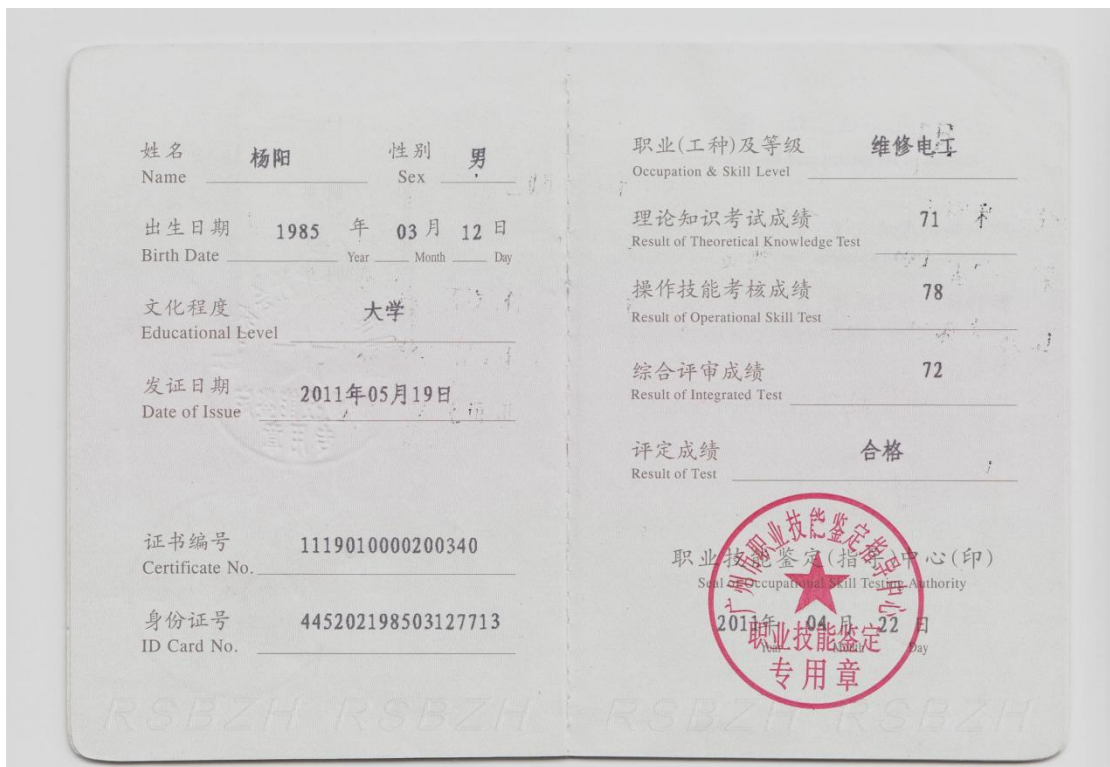 姓名 杨阳 性别 男
Name Sex
出生日期 1985 年 03 月 12 日
Birth Date Year Month Day
文化程度 大学
Educational Level
发证日期 2011年05月19日
Date of Issue
证书编号 1119010000200340
Certificate No.
身份证号 445202198503127713
ID Card No.
RSBZH RSBZH
职业(工种)及等级 维修电工
Occupation & Skill Level
理论知识考试成绩 71
Result of Theoretical Knowledge Test
操作技能考核成绩 78
Result of Operational Skill Test
综合评审成绩 72
Result of Integrated Test
评定成绩 合格
Result of Test
职业技能鉴定(指导)中心(印)
Seal of Occupational Skill Testing Authority
2011年 04 月 22 日
Year Month Day
广州市职业技能鉴定指导中心
职业技能鉴定
专用章
RSBZH RSBZH